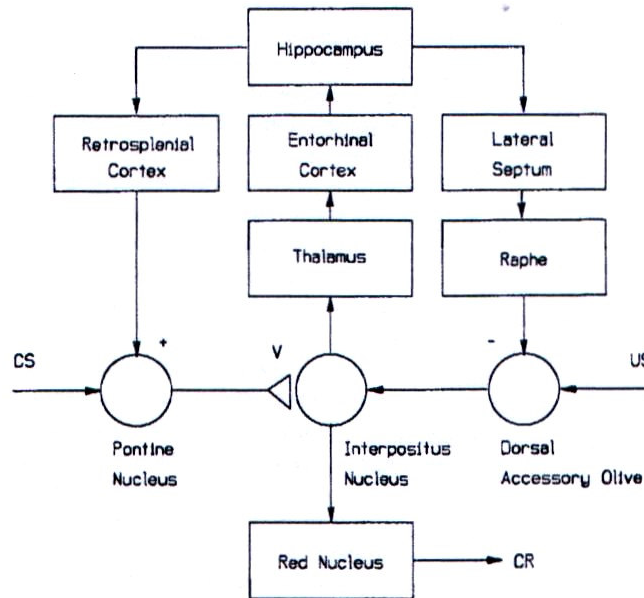 Hippocampus
Retrosplenial
Cortex
Entorhinal
Cortex
Lateral
Septum
Thalamus
Raphe
CS
+
V
-
US
Pontine
Nucleus
Interpositus
Nucleus
Dorsal
Accessory Olive
Red Nucleus
CR